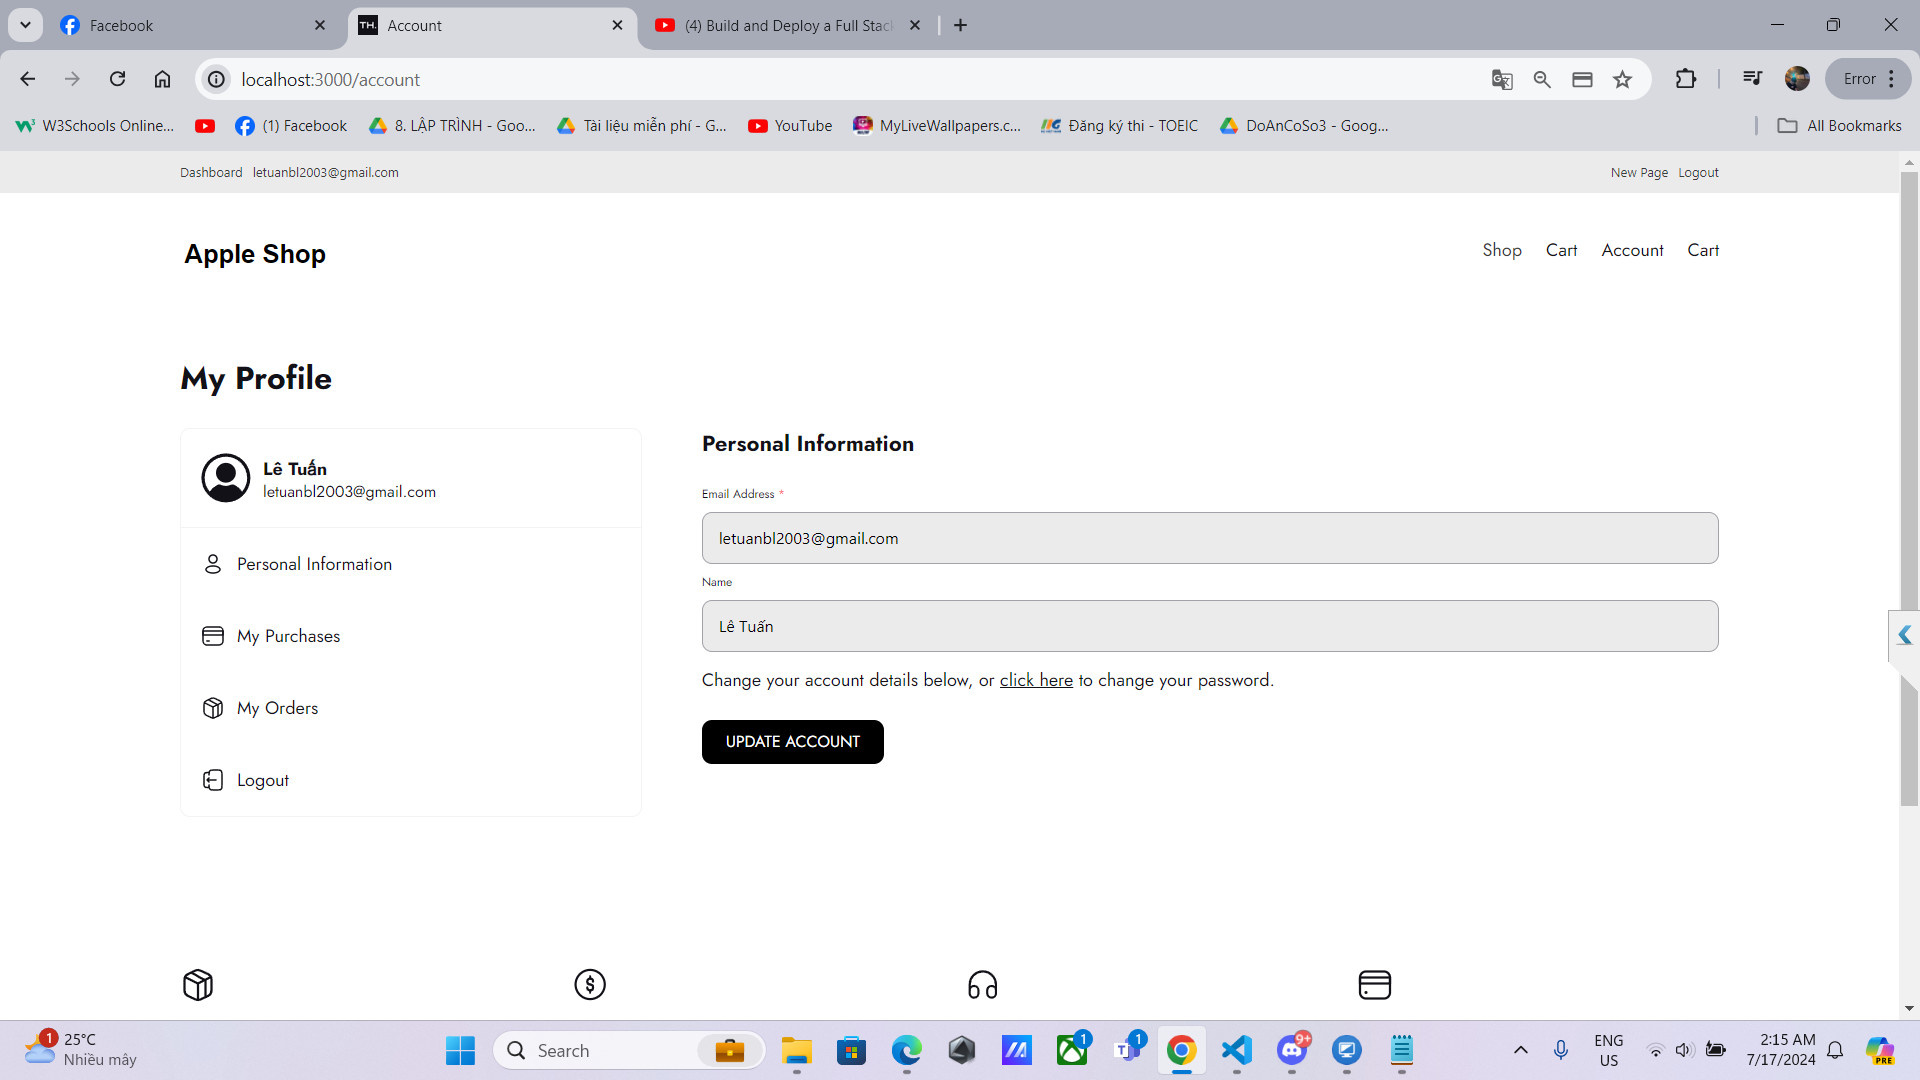 Facebook
Account
(4) Build and Deploy a Full Stac
localhost:3000/account
Error
W3Schools Online...
(1) Facebook
8. LẬP TRÌNH - Goo...
Tài liệu miễn phí - G...
YouTube
MyLiveWallpapers.c...
Đăng ký thi - TOEIC
DoAnCoSo3 - Goog...
All Bookmarks
Dashboard letuanbl2003@gmail.com
New Page Logout
Apple Shop
Shop Cart Account Cart
My Profile
Lê Tuấn
letuanbl2003@gmail.com
Personal Information
My Purchases
My Orders
Logout
Personal Information
Email Address *
letuanbl2003@gmail.com
Name
Lê Tuấn
Change your account details below, or click here to change your password.
UPDATE ACCOUNT
1
25°C
Nhiều mây
Search
1
1
9+
ENG
US
2:15 AM
7/17/2024
PRE